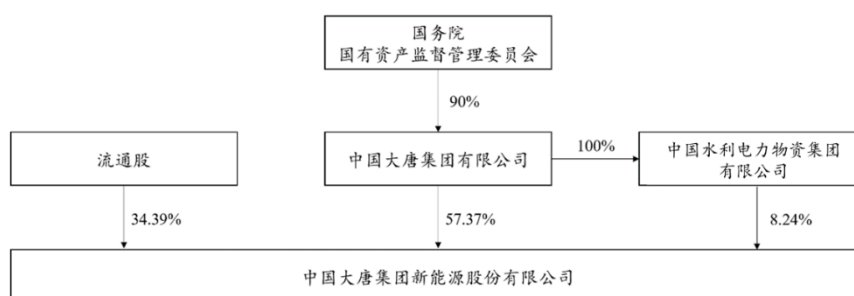 国务院
国有资产监督管理委员会
90%
流通股
中国大唐集团有限公司
100%
中国水利电力物资集团
有限公司
34.39%
57.37%
8.24%
中国大唐集团新能源股份有限公司